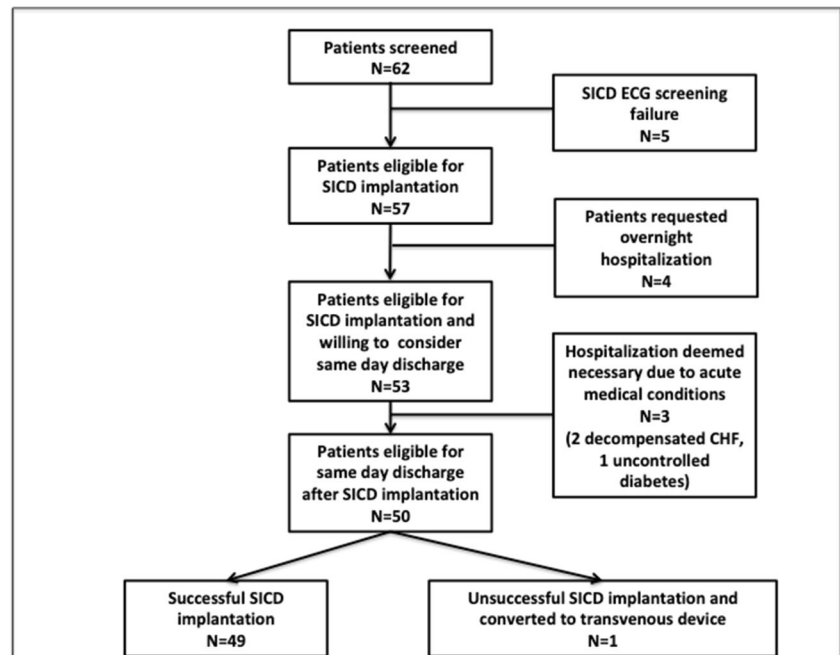 Patients screened
N=62
SICD ECG screening
failure
N=5
Patients eligible for
SICD implantation
N=57
Patients requested
overnight
hospitalization
N=4
Patients eligible for
SICD implantation and
willing to consider
same day discharge
N=53
Hospitalization deemed
necessary due to acute
medical conditions
N=3
(2 decompensated CHF,
1 uncontrolled
diabetes)
Patients eligible for
same day discharge
after SICD implantation
N=50
Successful SICD
implantation
N=49
Unsuccessful SICD implantation and
converted to transvenous device
N=1